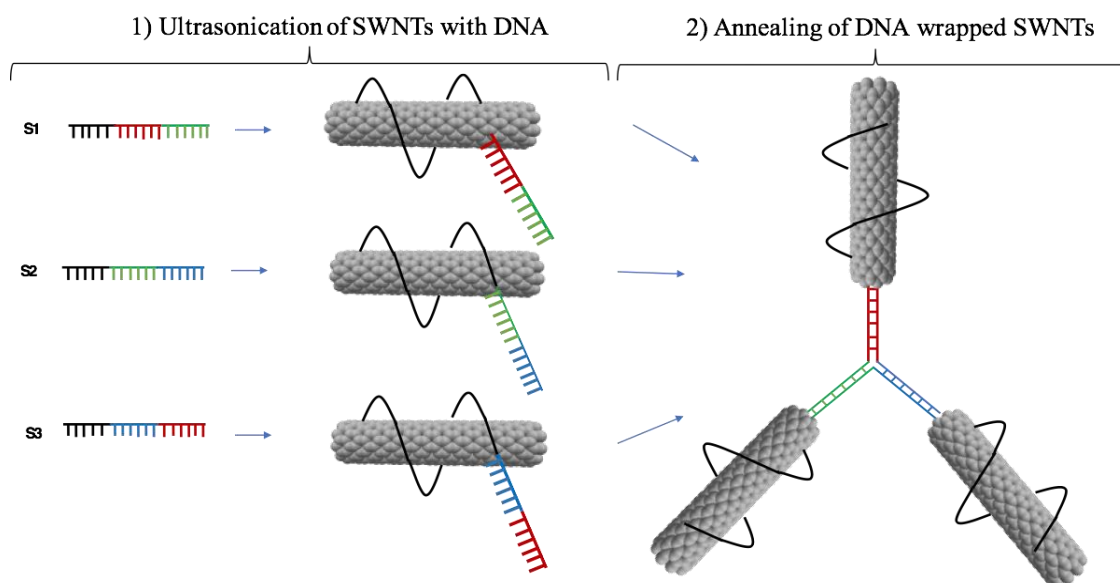 1) Ultrasonication of SWNTs with DNA
2) Annealing of DNA wrapped SWNTs
S1
S2
S3